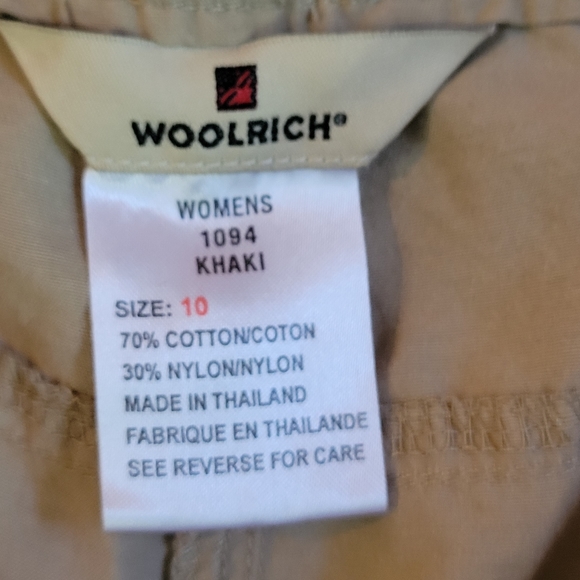 WOOLRICH®
WOMENS
1094
KHAKI
SIZE: 10
70% COTTON/COTON
30% NYLON/NYLON
MADE IN THAILAND
FABRIQUE EN THAILANDE
SEE REVERSE FOR CARE